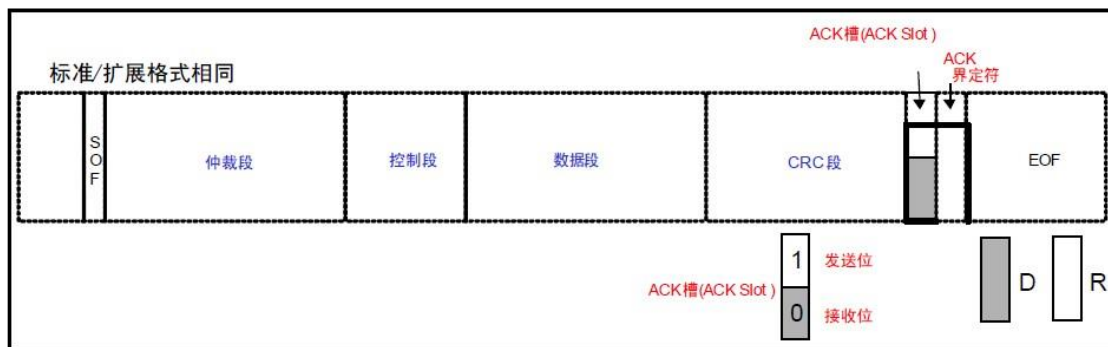 ACK槽(ACK Slot)
ACK
界定符
标准/扩展格式相同
SOF
仲裁段
控制段
数据段
CRC段
EOF
ACK槽(ACK Slot)
1
发送位
0
接收位
D
R